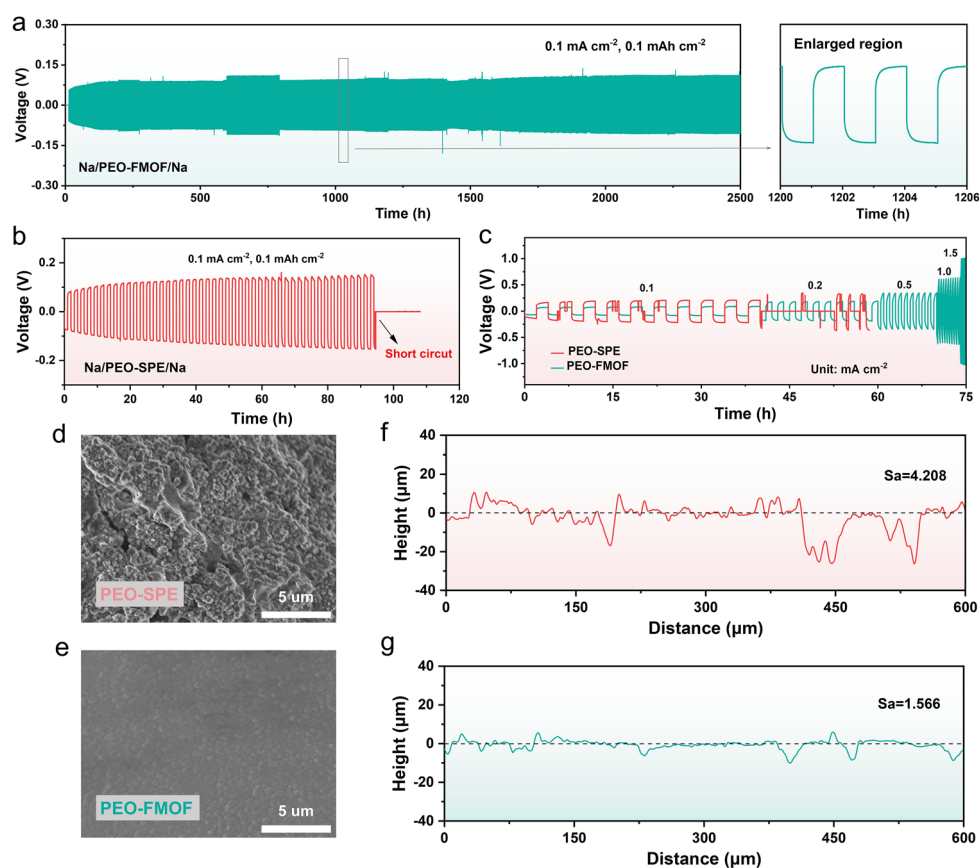 a
0.30
0.15
0.00
-0.15
-0.30
Voltage (V)
0.1 mA cm-2, 0.1 mAh cm-2
Na/PEO-FMOF/Na
0
500
1000
1500
2000
2500
Time (h)
Enlarged region
1200
1202
1204
1206
Time (h)
b
0.2
0.0
-0.2
Voltage (V)
0.1 mA cm-2, 0.1 mAh cm-2
Short circut
Na/PEO-SPE/Na
0
20
40
60
80
100
120
Time (h)
c
1.0
0.5
0.0
-0.5
-1.0
Voltage (V)
0.1
0.2
0.5
1.0
1.5
PEO-SPE
PEO-FMOF
Unit: mA cm-2
0
15
30
45
60
75
Time (h)
d
PEO-SPE
5 um
e
PEO-FMOF
5 um
f
40
20
0
-20
-40
Height (μm)
Sa=4.208
0
150
300
450
600
Distance (μm)
g
40
20
0
-20
-40
Height (μm)
Sa=1.566
0
150
300
450
600
Distance (μm)